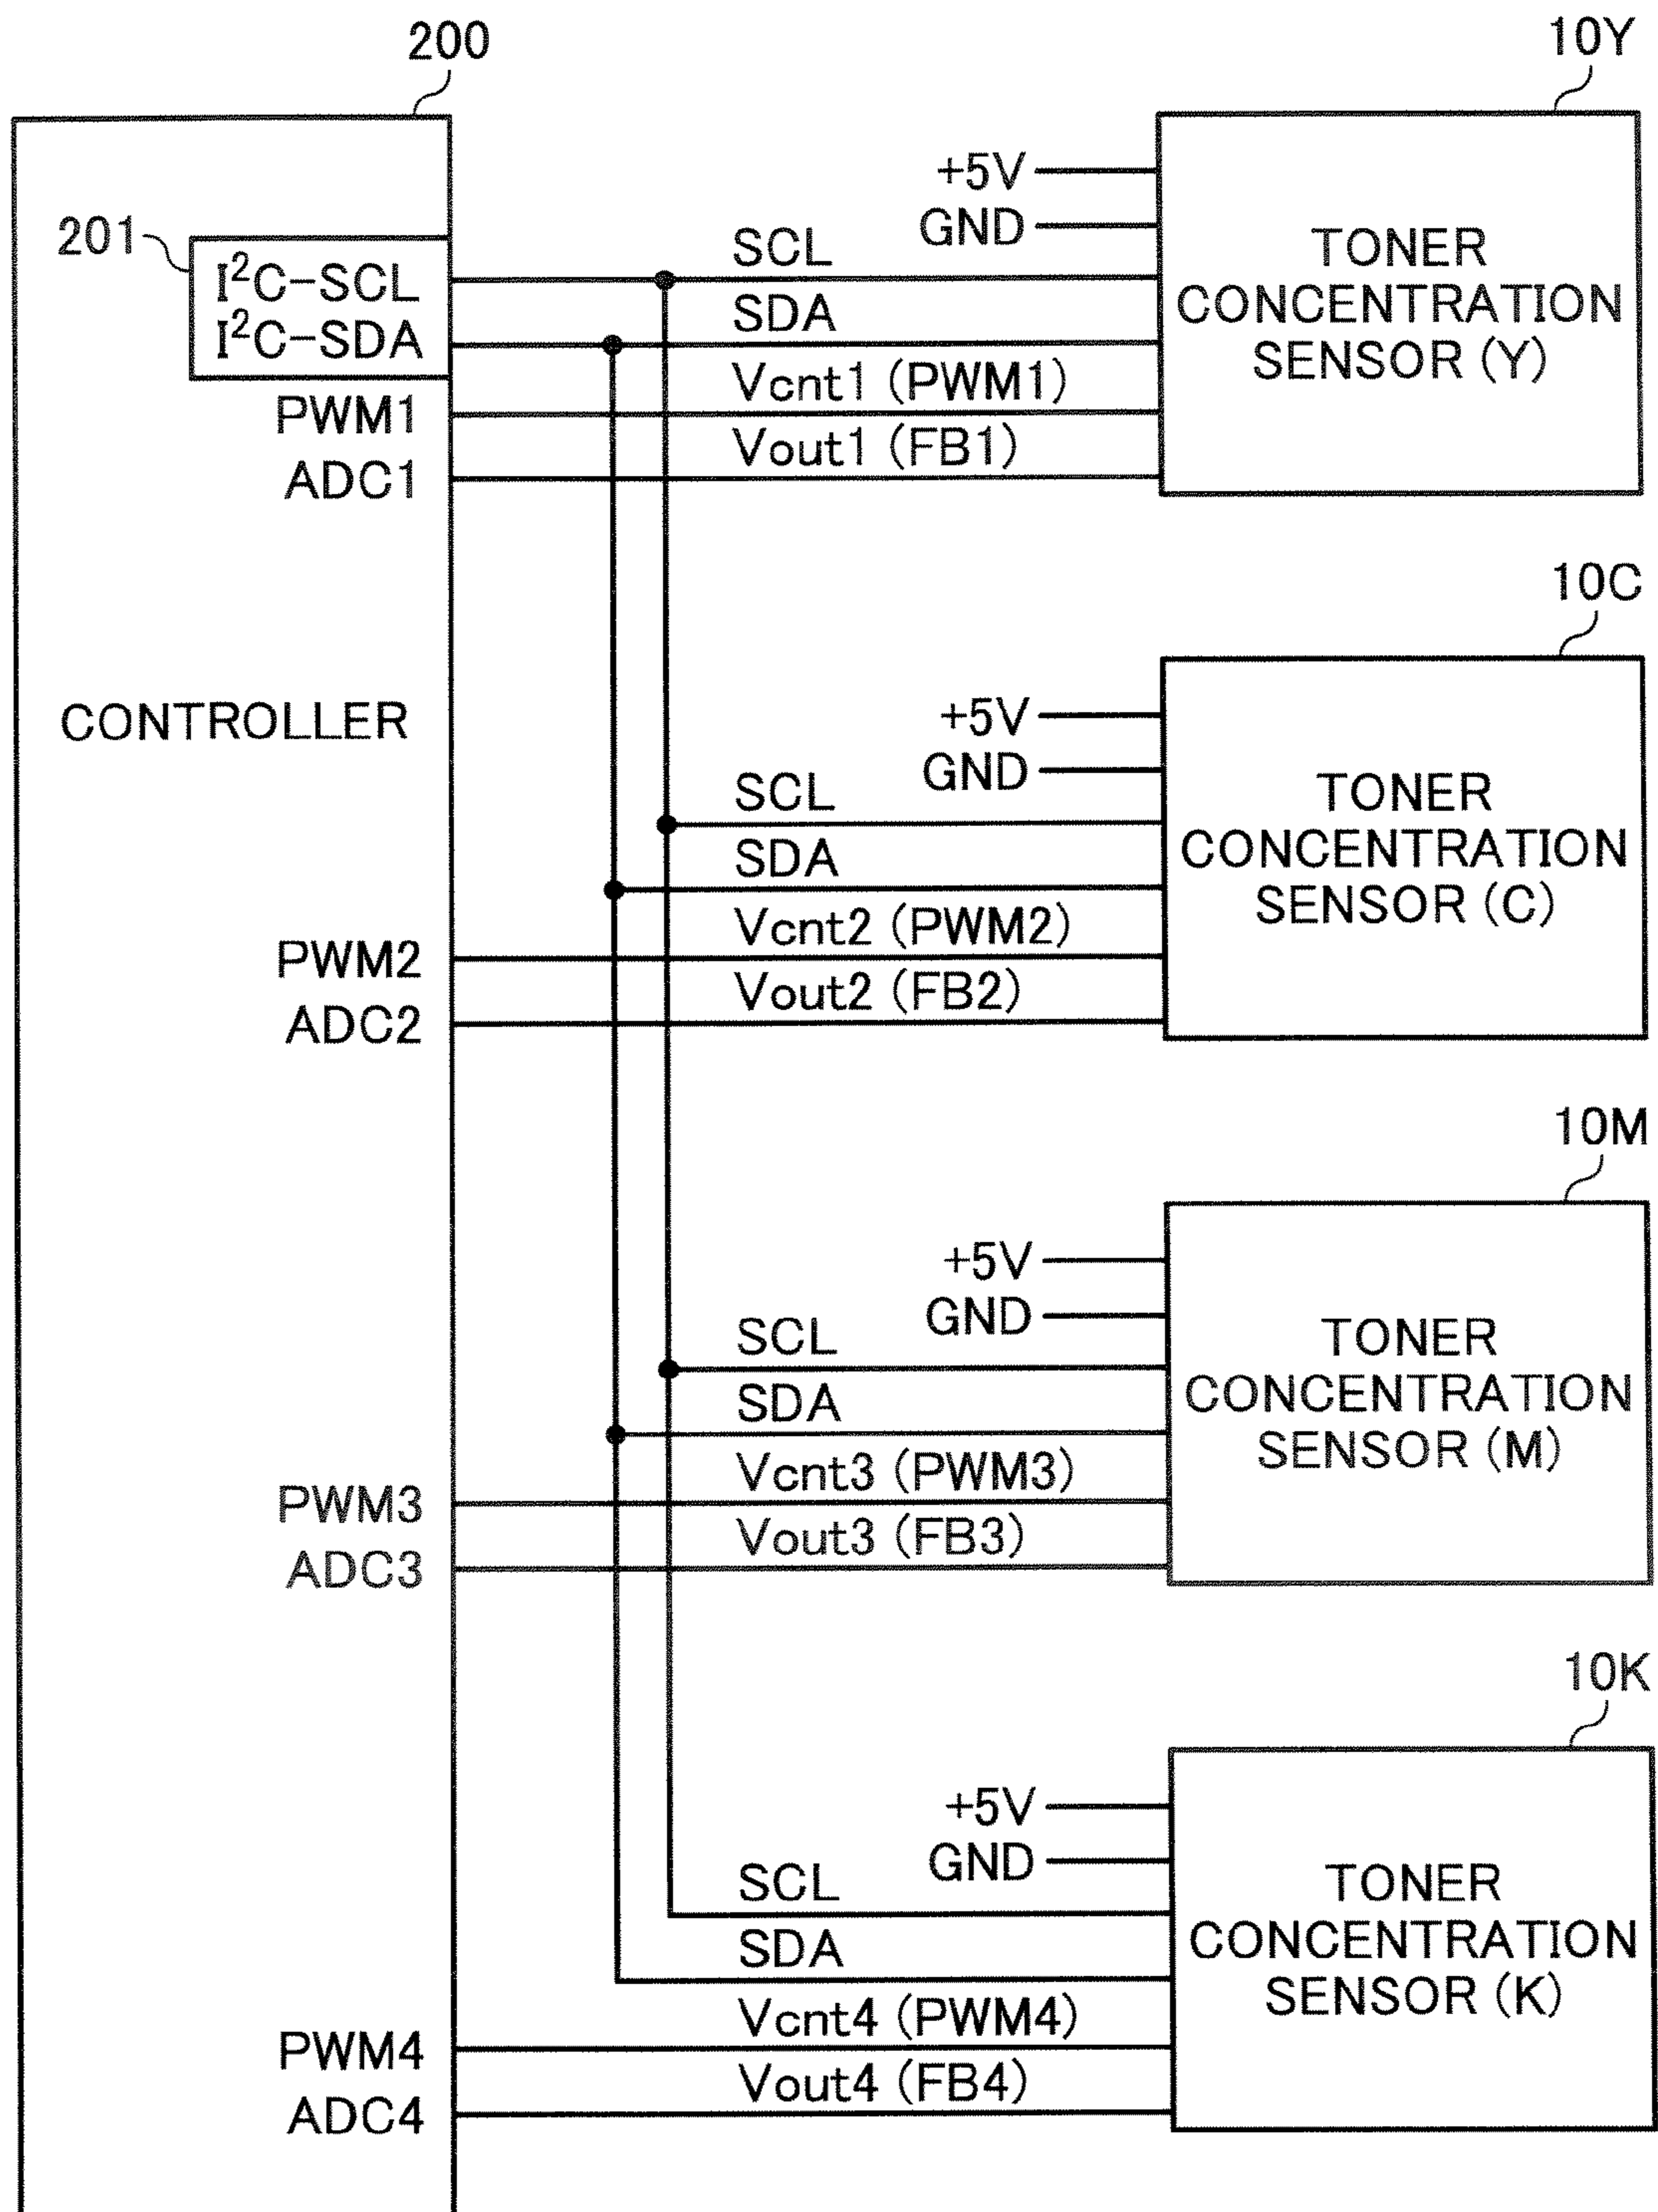 200
10Y
+5V
GND
201
I²C-SCL
I²C-SDA
SCL
SDA
Vcnt1 (PWM1)
Vout1 (FB1)
PWM1
ADC1
TONER
CONCENTRATION
SENSOR (Y)
10C
CONTROLLER
+5V
GND
SCL
SDA
Vcnt2 (PWM2)
Vout2 (FB2)
PWM2
ADC2
TONER
CONCENTRATION
SENSOR (C)
10M
+5V
GND
SCL
SDA
Vcnt3 (PWM3)
Vout3 (FB3)
PWM3
ADC3
TONER
CONCENTRATION
SENSOR (M)
10K
+5V
GND
SCL
SDA
Vcnt4 (PWM4)
Vout4 (FB4)
PWM4
ADC4
TONER
CONCENTRATION
SENSOR (K)